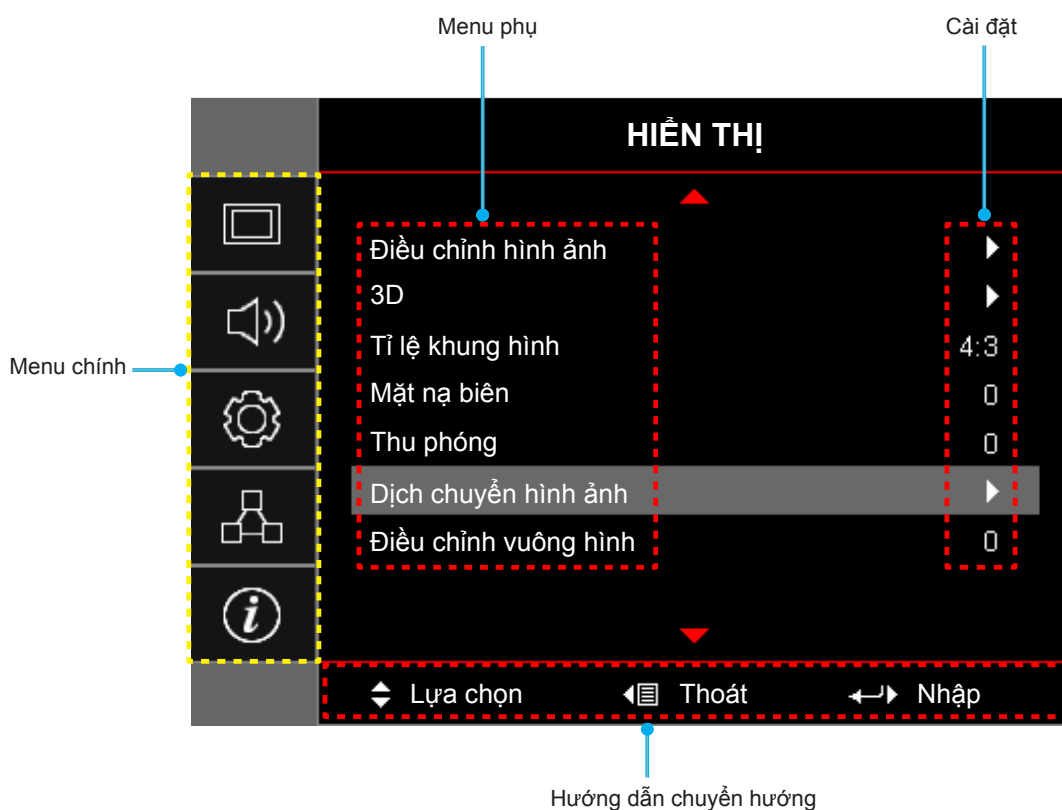 Menu phụ
Cài đặt
HIỂN THỊ
Điều chỉnh hình ảnh
3D
Tỉ lệ khung hình 4:3
Mặt nạ biên 0
Thu phóng 0
Dịch chuyển hình ảnh
Điều chỉnh vuông hình 0
Menu chính
i
Lựa chọn Thoát Nhập
Hướng dẫn chuyển hướng